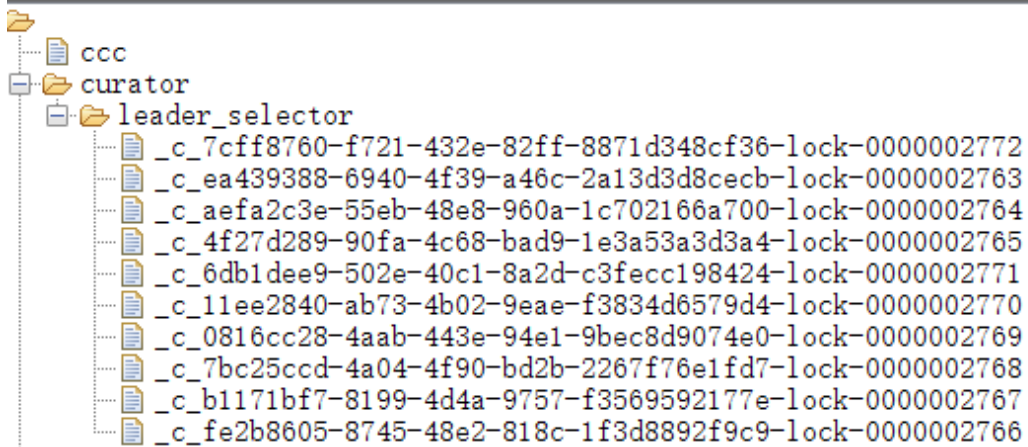 ccc
curator
leader_selector
_c_7cff8760-f721-432e-82ff-8871d348cf36-lock-0000002772
_c_ea439388-6940-4f39-a46c-2a13d3d8cecb-lock-0000002763
_c_aefa2c3e-55eb-48e8-960a-1c702166a700-lock-0000002764
_c_4f27d289-90fa-4c68-bad9-1e3a53a3d3a4-lock-0000002765
_c_6db1dee9-502e-40c1-8a2d-c3fecc198424-lock-0000002771
_c_11ee2840-ab73-4b02-9eae-f3834d6579d4-lock-0000002770
_c_0816cc28-4aab-443e-94e1-9bec8d9074e0-lock-0000002769
_c_7bc25ccd-4a04-4f90-bd2b-2267f76e1fd7-lock-0000002768
_c_b1171bf7-8199-4d4a-9757-f3569592177e-lock-0000002767
_c_fe2b8605-8745-48e2-818c-1f3d8892f9c9-lock-0000002766